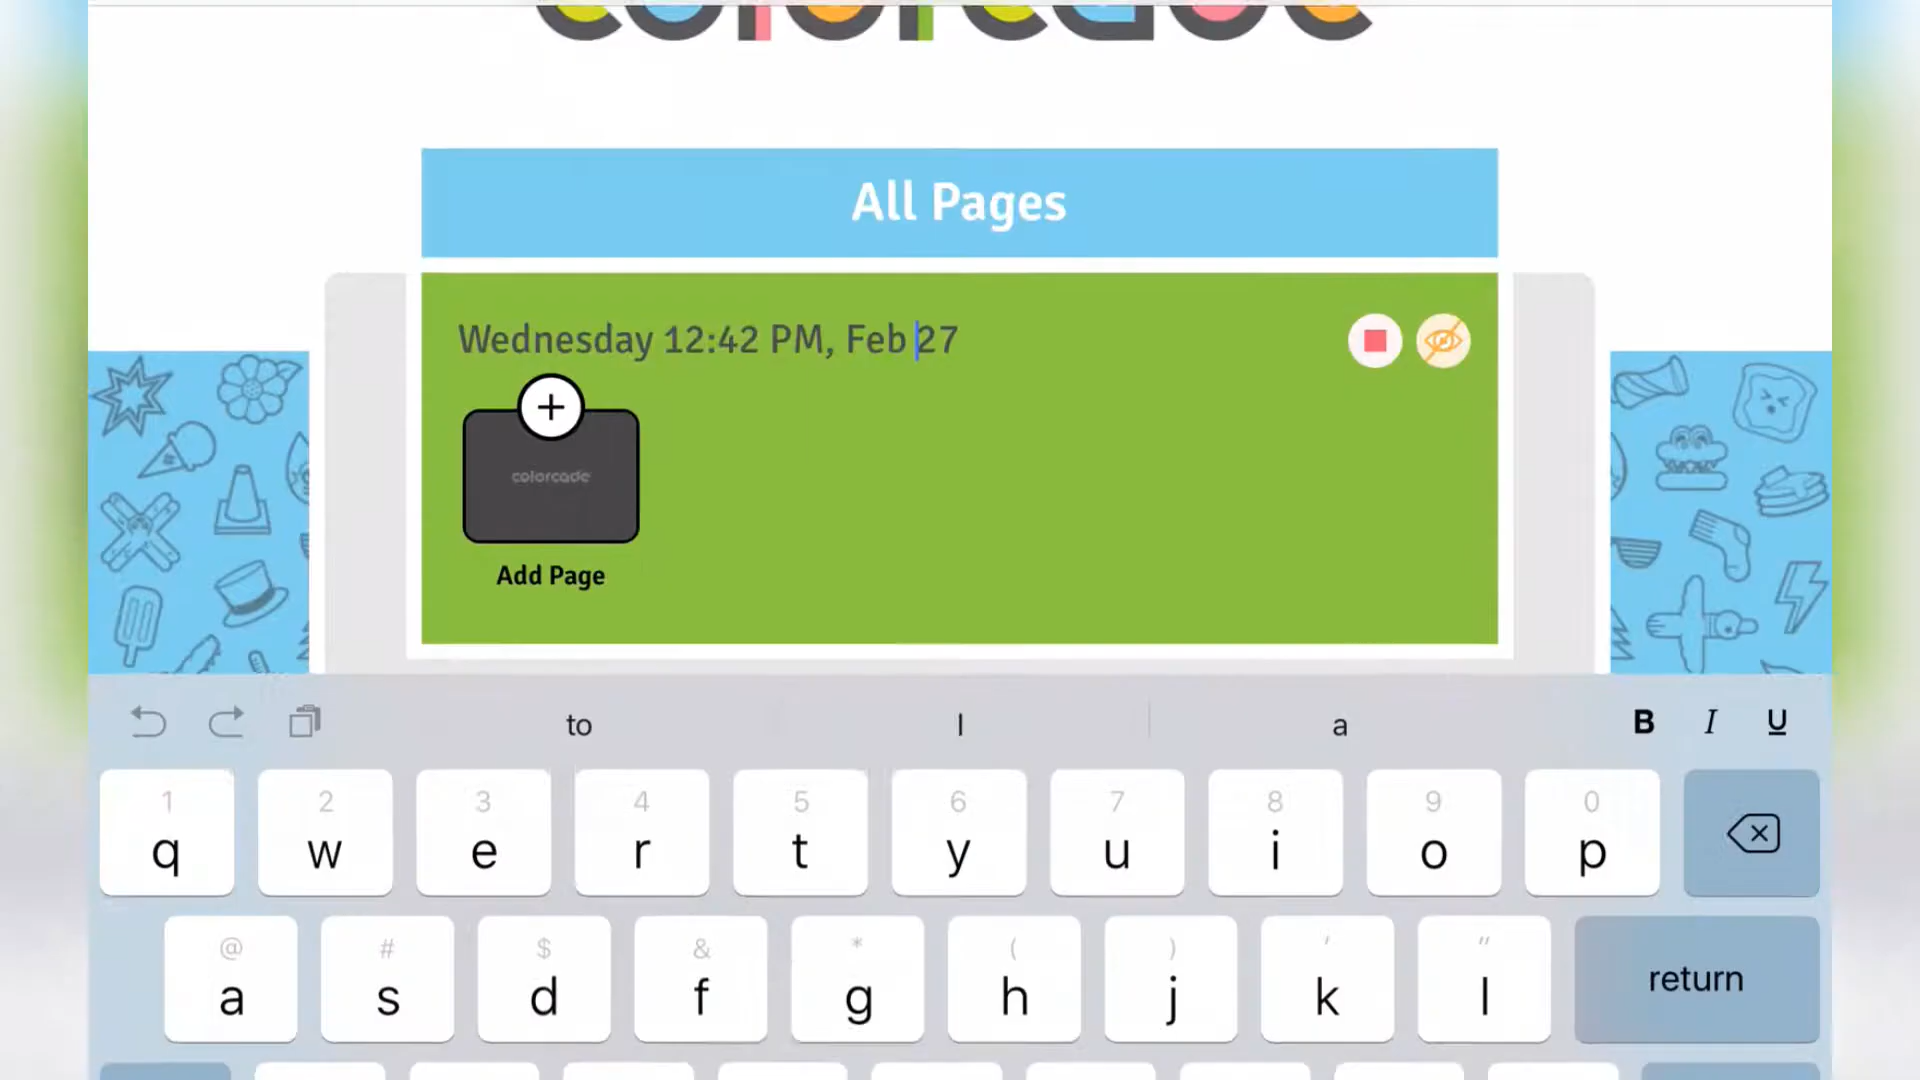 colorcade
All Pages
Wednesday 12:42 PM, Feb 27
colorcade
Add Page
to I a B I U
1 2 3 4 5 6 7 8 9 0
q w e r t y u i o p
@ # $ & * ( ) ' "
a s d f g h j k l return